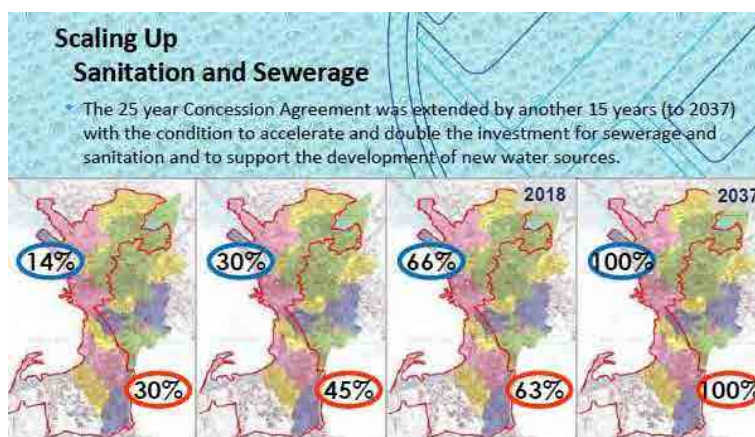 Scaling Up
Sanitation and Sewerage
The 25 year Concession Agreement was extended by another 15 years (to 2037)
with the condition to accelerate and double the investment for sewerage and
sanitation and to support the development of new water sources.
2018
2037
14%
30%
66%
100%
30%
45%
63%
100%